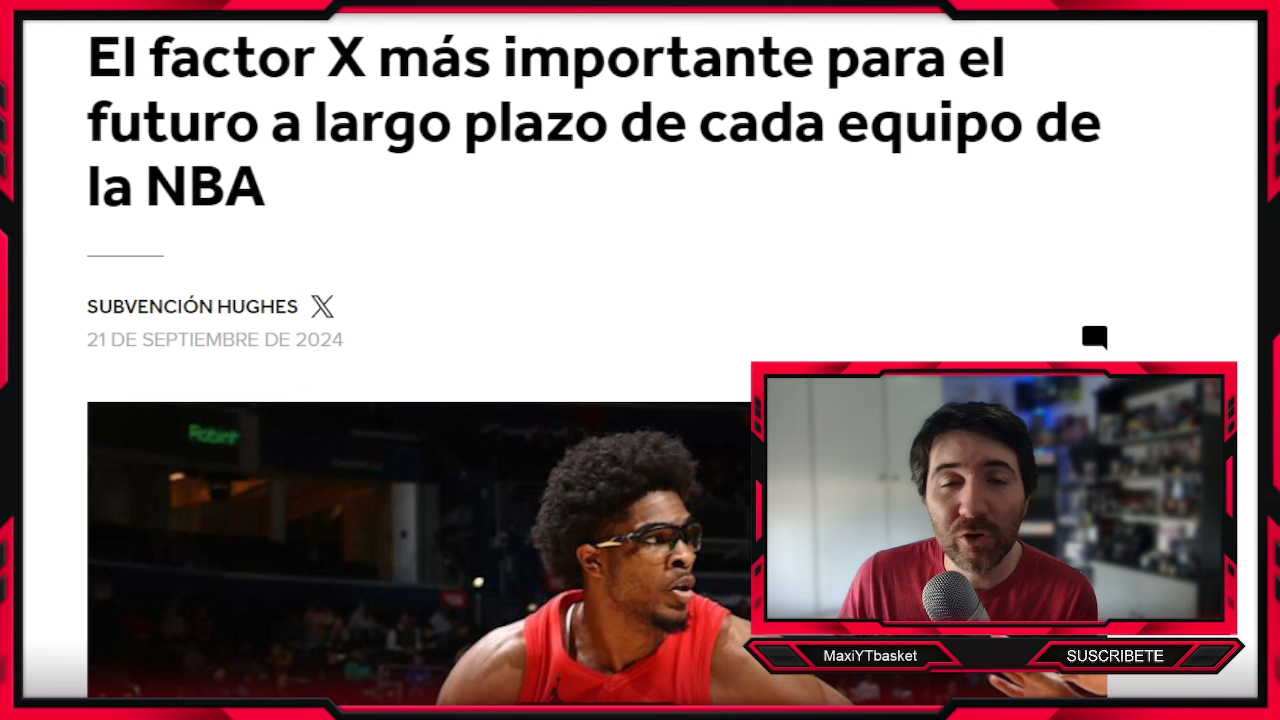 El factor X más importante para el
futuro a largo plazo de cada equipo de
la NBA
SUBVENCIÓN HUGHES
21 DE SEPTIEMBRE DE 2024
MaxiYTbasket
SUSCRIBETE